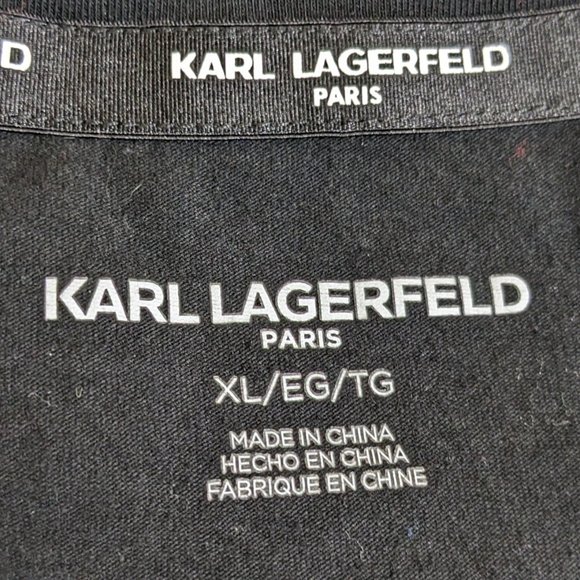 D KARL LAGERFELD
PARIS
KARL LAGERFELD
PARIS
XL/EG/TG
MADE IN CHINA
HECHO EN CHINA
FABRIQUE EN CHINE